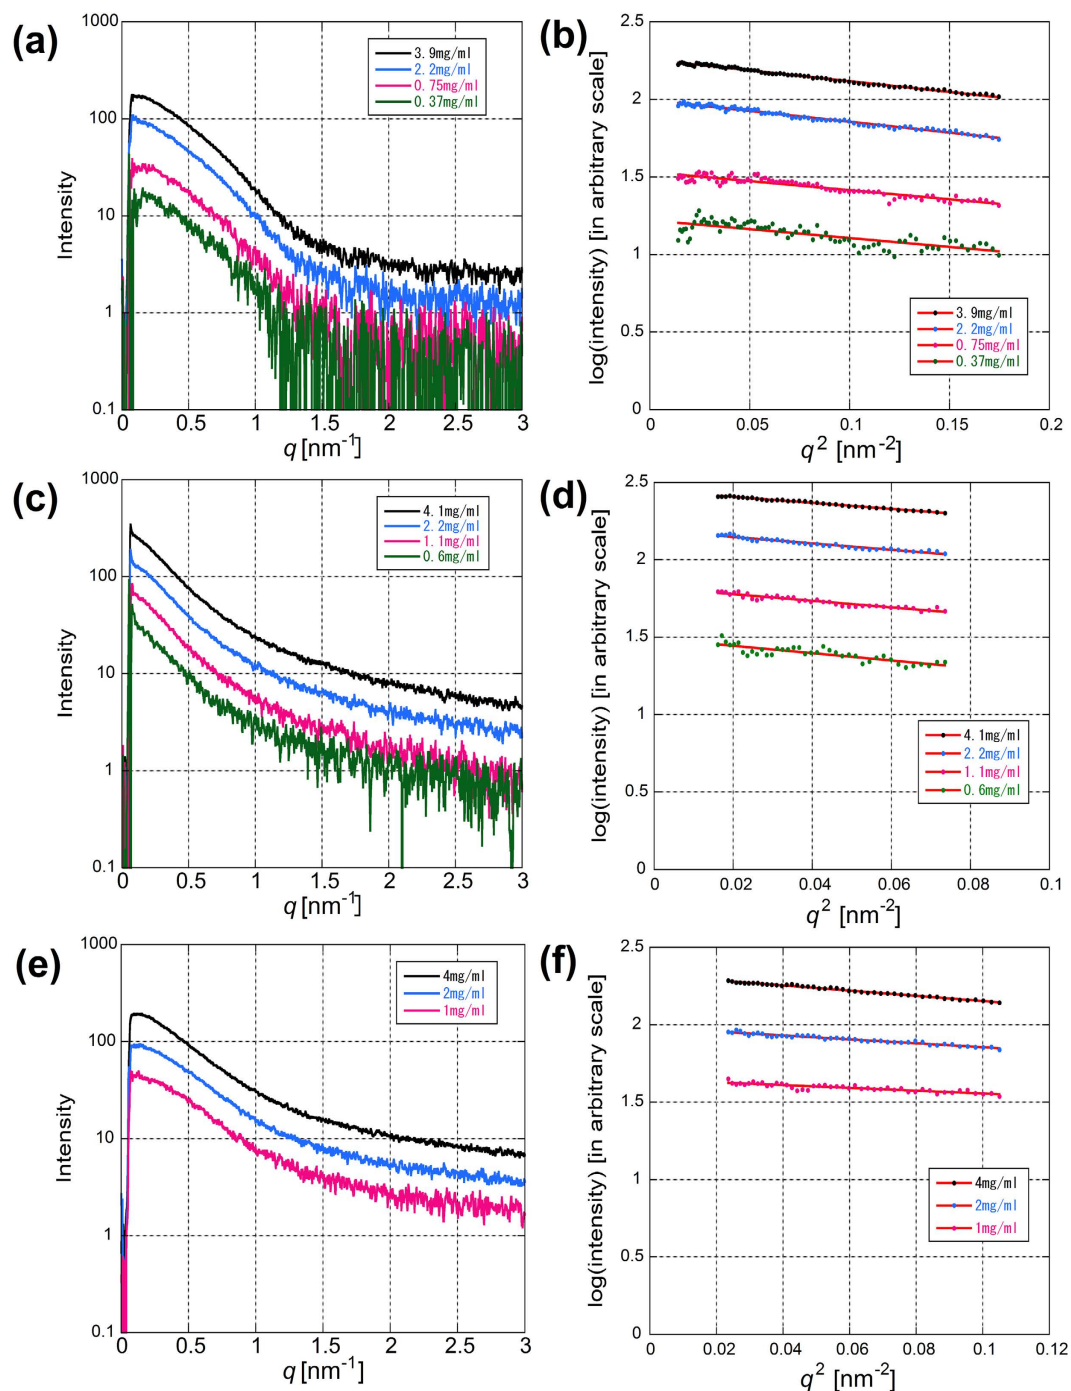 (a)
1000
100
10
1
0.1
Intensity
3.9mg/ml
2.2mg/ml
0.75mg/ml
0.37mg/ml
0 0.5 1 1.5 2 2.5 3
q [nm-1]
(b)
2.5
2
1.5
1
0.5
0
log(intensity) [in arbitrary scale]
3.9mg/ml
2.2mg/ml
0.75mg/ml
0.37mg/ml
0 0.05 0.1 0.15 0.2
q2 [nm-2]
(c)
1000
100
10
1
0.1
Intensity
4.1mg/ml
2.2mg/ml
1.1mg/ml
0.6mg/ml
0 0.5 1 1.5 2 2.5 3
q [nm-1]
(d)
2.5
2
1.5
1
0.5
0
log(intensity) [in arbitrary scale]
4.1mg/ml
2.2mg/ml
1.1mg/ml
0.6mg/ml
0 0.02 0.04 0.06 0.08 0.1
q2 [nm-2]
(e)
1000
100
10
1
0.1
Intensity
4mg/ml
2mg/ml
1mg/ml
0 0.5 1 1.5 2 2.5 3
q [nm-1]
(f)
2.5
2
1.5
1
0.5
0
log(intensity) [in arbitrary scale]
4mg/ml
2mg/ml
1mg/ml
0 0.02 0.04 0.06 0.08 0.1 0.12
q2 [nm-2]